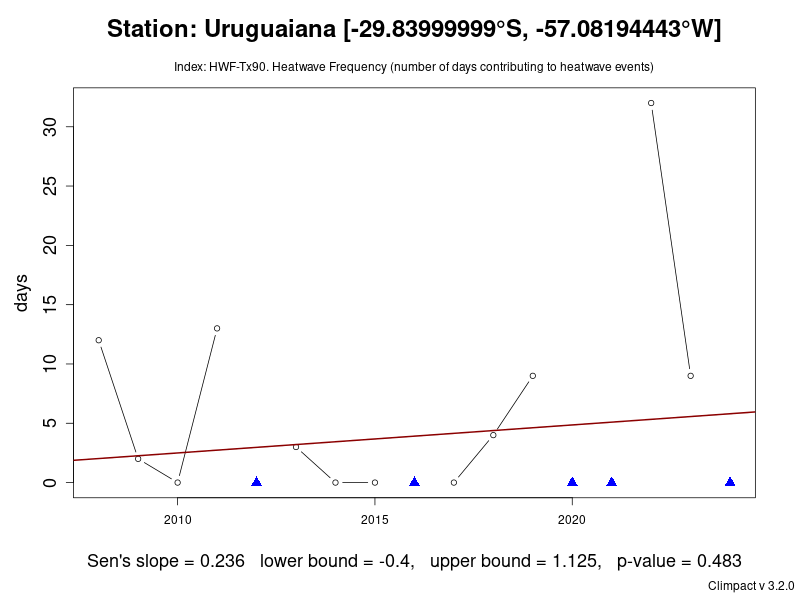 Station: Uruguaiana [-29.83999999°S, -57.08194443°W]
Index: HWF-Tx90. Heatwave Frequency (number of days contributing to heatwave events)
30
25
20
15
10
5
0
days
2010 2015 2020
Sen's slope = 0.236 lower bound = -0.4, upper bound = 1.125, p-value = 0.483
Climpact v 3.2.0